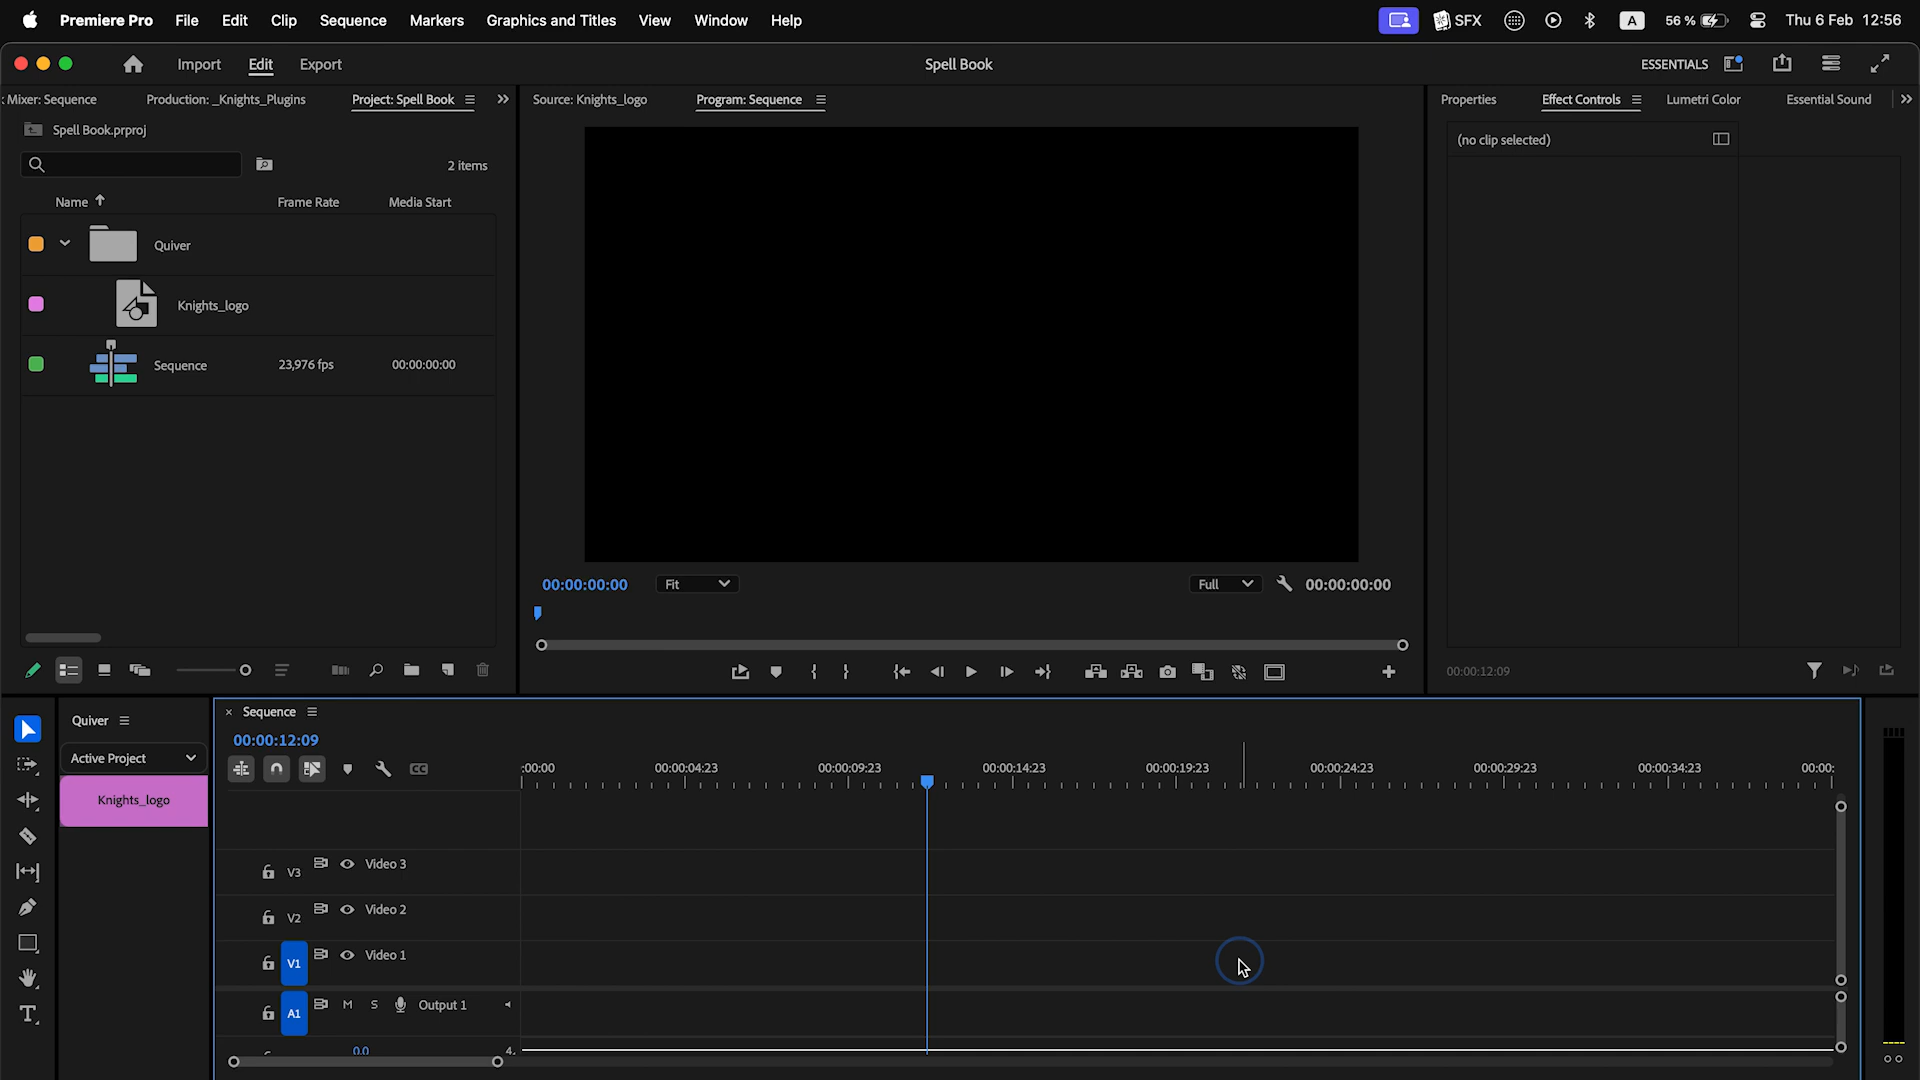 Premiere Pro File Edit Clip Sequence Markers Graphics and Titles View Window Help SFX A 56 % Thu 6 Feb 12:56
Import Edit Export Spell Book ESSENTIALS
Mixer: Sequence Production: _Knights_Plugins Project: Spell Book
Source: Knights_logo Program: Sequence
Properties Effect Controls Lumetri Color Essential Sound
Spell Book.prproj
(no clip selected)
2 items
Name Frame Rate Media Start
Quiver
Knights_logo
Sequence 23,976 fps 00:00:00:00
00:00:00:00 Fit Full 00:00:00:00
00:00:12:09
Quiver
Active Project
Knights_logo
Sequence
00:00:12:09
CC
:00:00 00:00:04:23 00:00:09:23 00:00:14:23 00:00:19:23 00:00:24:23 00:00:29:23 00:00:34:23 00:00:
V3 Video 3
V2 Video 2
V1 Video 1
A1 M S Output 1
0.0 4.
T